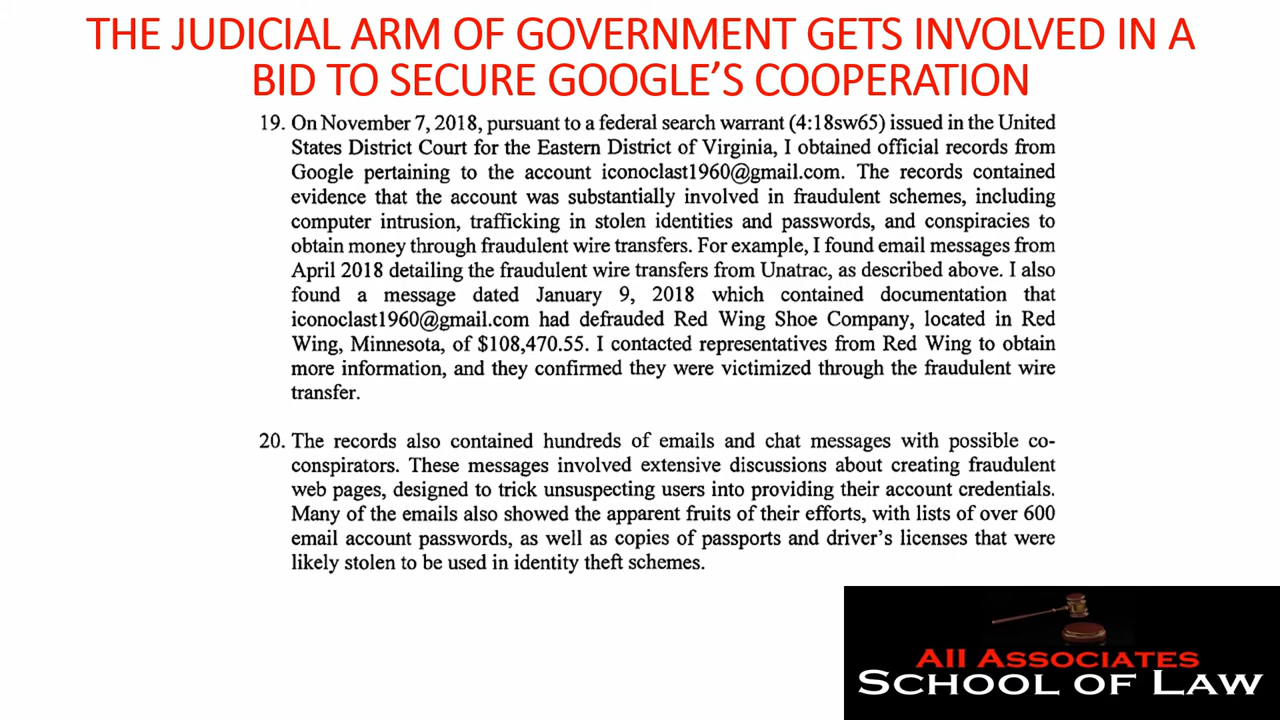 THE JUDICIAL ARM OF GOVERNMENT GETS INVOLVED IN A
BID TO SECURE GOOGLE'S COOPERATION
19. On November 7, 2018, pursuant to a federal search warrant (4:18sw65) issued in the United
States District Court for the Eastern District of Virginia, I obtained official records from
Google pertaining to the account iconoclast1960@gmail.com. The records contained
evidence that the account was substantially involved in fraudulent schemes, including
computer intrusion, trafficking in stolen identities and passwords, and conspiracies to
obtain money through fraudulent wire transfers. For example, I found email messages from
April 2018 detailing the fraudulent wire transfers from Unatrac, as described above. I also
found a message dated January 9, 2018 which contained documentation that
iconoclast1960@gmail.com had defrauded Red Wing Shoe Company, located in Red
Wing, Minnesota, of $108,470.55. I contacted representatives from Red Wing to obtain
more information, and they confirmed they were victimized through the fraudulent wire
transfer.
20. The records also contained hundreds of emails and chat messages with possible co-
conspirators. These messages involved extensive discussions about creating fraudulent
web pages, designed to trick unsuspecting users into providing their account credentials.
Many of the emails also showed the apparent fruits of their efforts, with lists of over 600
email account passwords, as well as copies of passports and driver's licenses that were
likely stolen to be used in identity theft schemes.
All Associates
School of Law